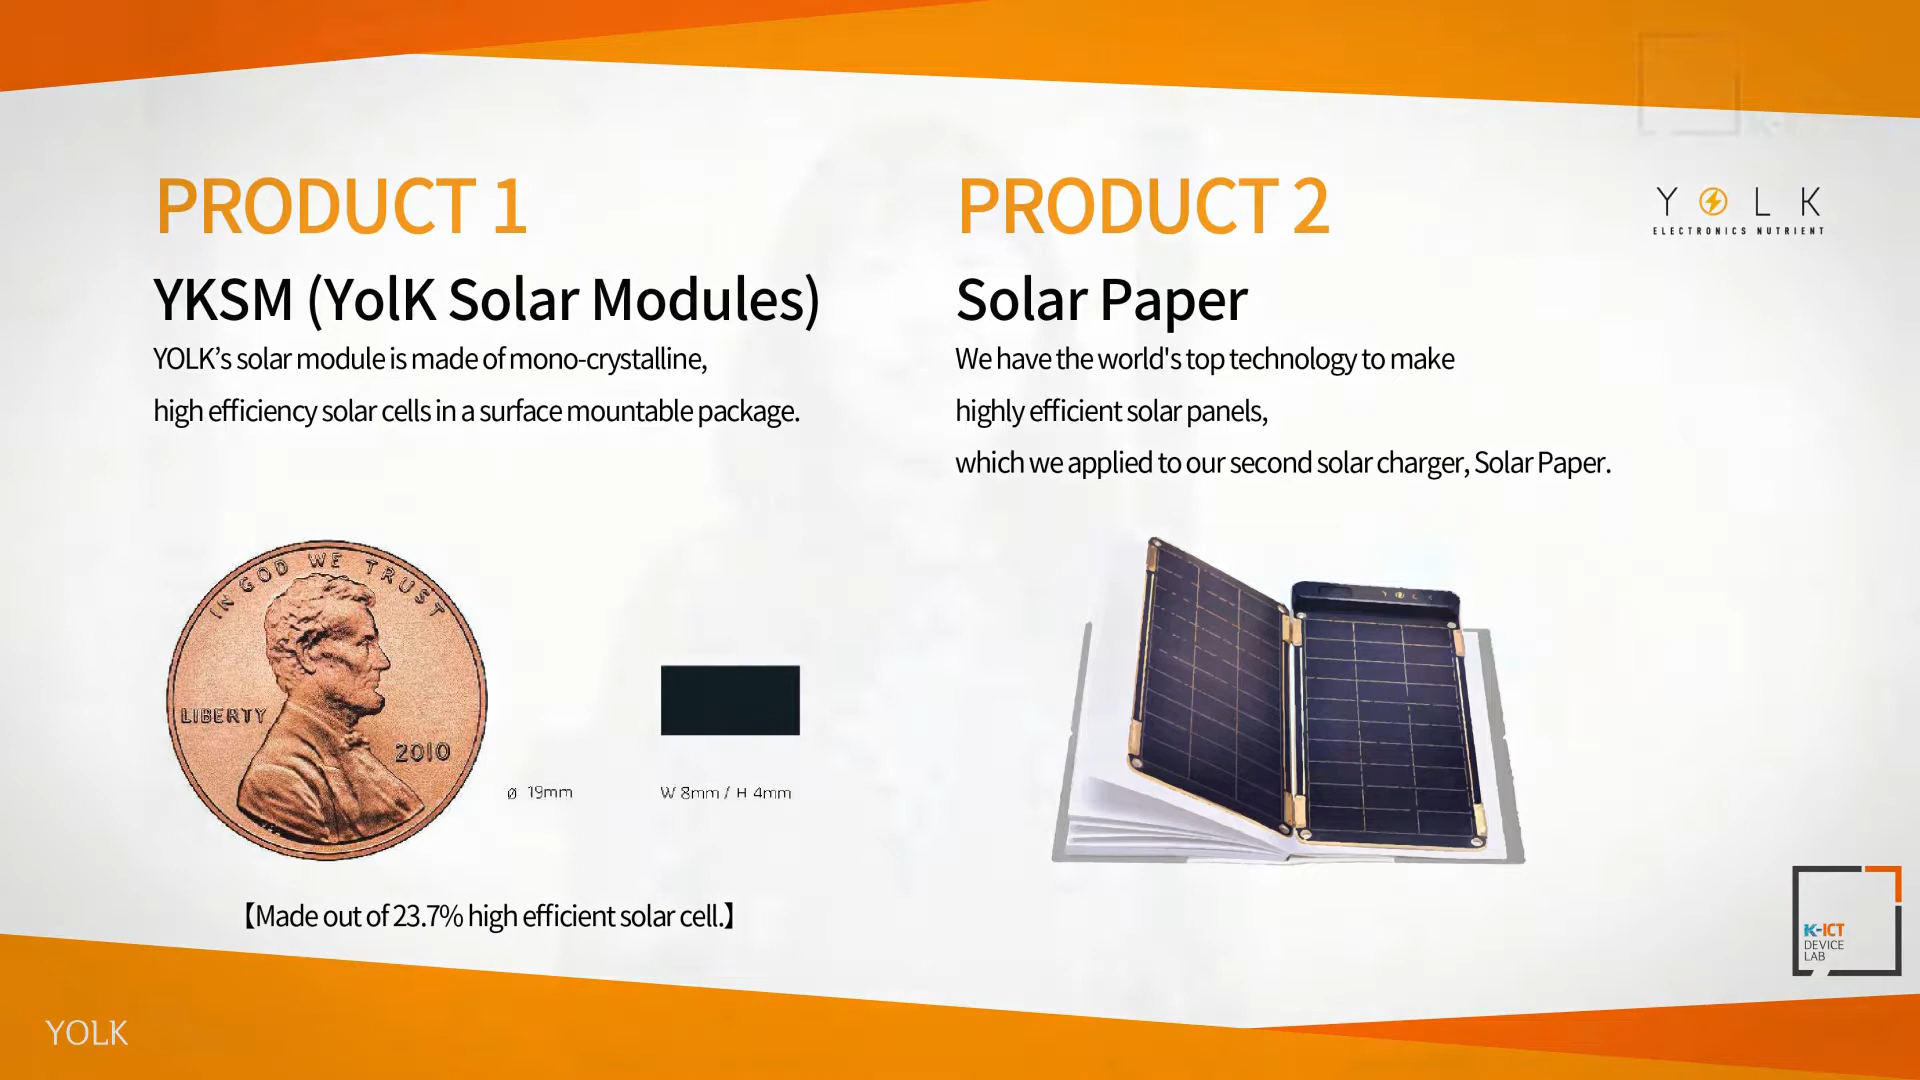 PRODUCT 1
YKSM (YolK Solar Modules)
YOLK’s solar module is made of mono-crystalline,
high efficiency solar cells in a surface mountable package.
IN GOD WE TRUST
LIBERTY
2010
ø 19mm
W 8mm / H 4mm
【Made out of 23.7% high efficient solar cell.】
PRODUCT 2
Solar Paper
We have the world's top technology to make
highly efficient solar panels,
which we applied to our second solar charger, Solar Paper.
YOLK
ELECTRONICS NUTRIENT
K-ICT
DEVICE
LAB
YOLK